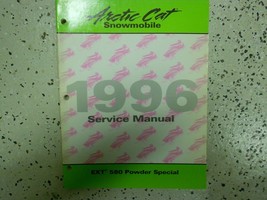 Arctic Cat
Snowmobile
1996
Service Manual
EXT 580 Powder Special